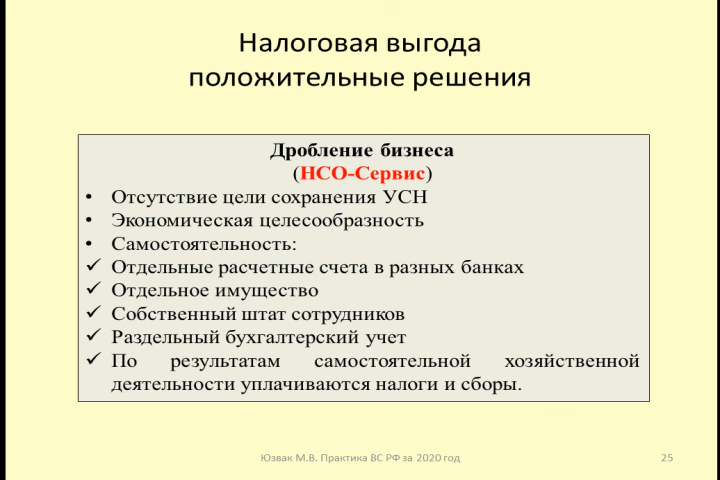 Налоговая выгода
положительные решения
Дробление бизнеса
(НСО-Сервис)
• Отсутствие цели сохранения УСН
• Экономическая целесообразность
• Самостоятельность:
✓ Отдельные расчетные счета в разных банках
✓ Отдельное имущество
✓ Собственный штат сотрудников
✓ Раздельный бухгалтерский учет
✓ По результатам самостоятельной хозяйственной
деятельности уплачиваются налоги и сборы.
Юзвак М.В. Практика ВС РФ за 2020 год
25